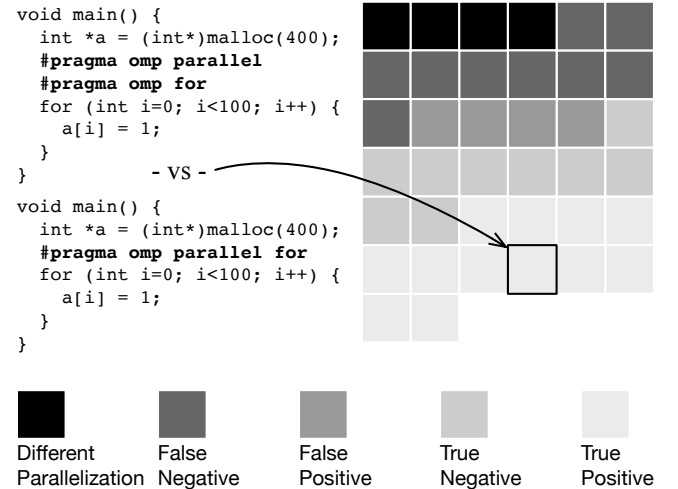 void main() {
  int *a = (int*)malloc(400);
  #pragma omp parallel
  #pragma omp for
  for (int i=0; i<100; i++) {
    a[i] = 1;
  }
}
- vs -
void main() {
  int *a = (int*)malloc(400);
  #pragma omp parallel for
  for (int i=0; i<100; i++) {
    a[i] = 1;
  }
}
Different Parallelization
False Negative
False Positive
True Negative
True Positive